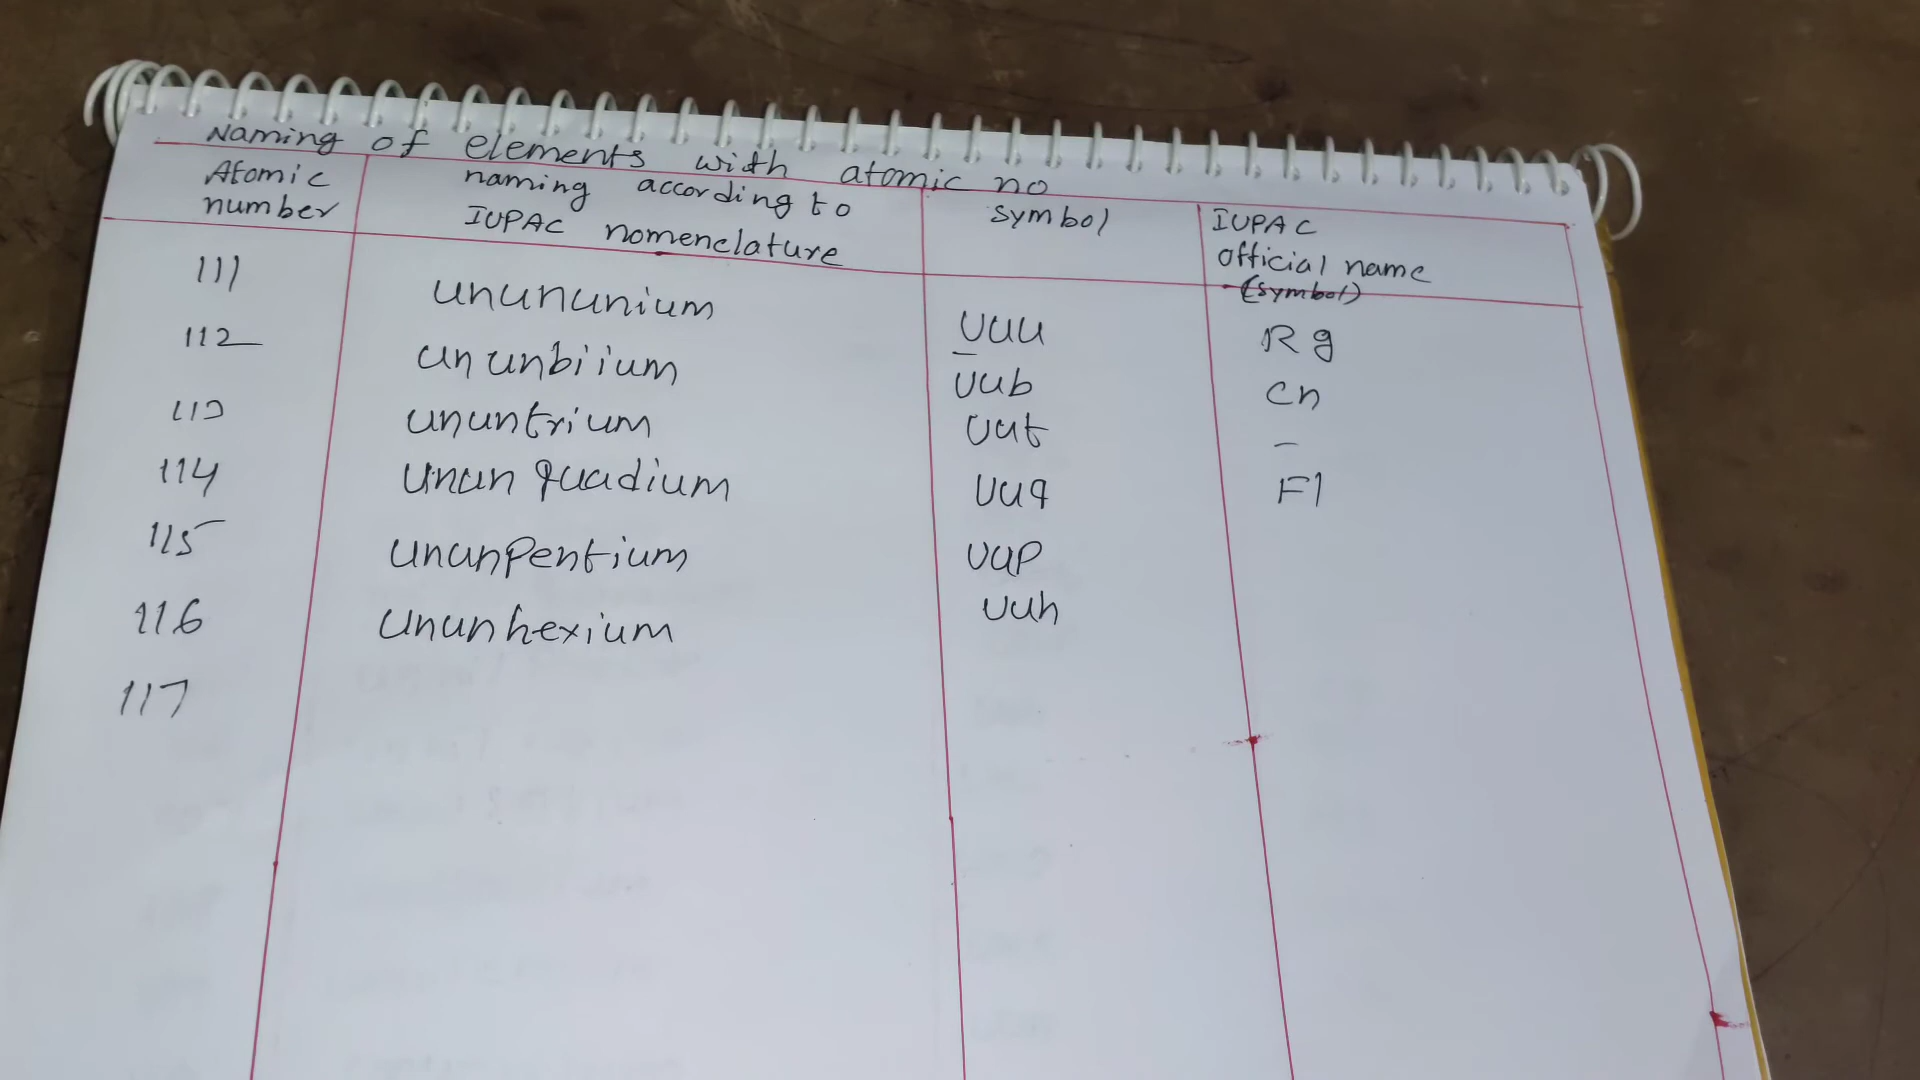 Naming of elements with atomic no
Atomic number
naming according to
IUPAC nomenclature
symbol
IUPAC
official name
(symbol)
111 unununium Uuu Rg
112 ununbiium Uub Cn
113 ununtrium Uut –
114 ununquadium Uuq Fl
115 ununpentium Uup
116 ununhexium Uuh
117